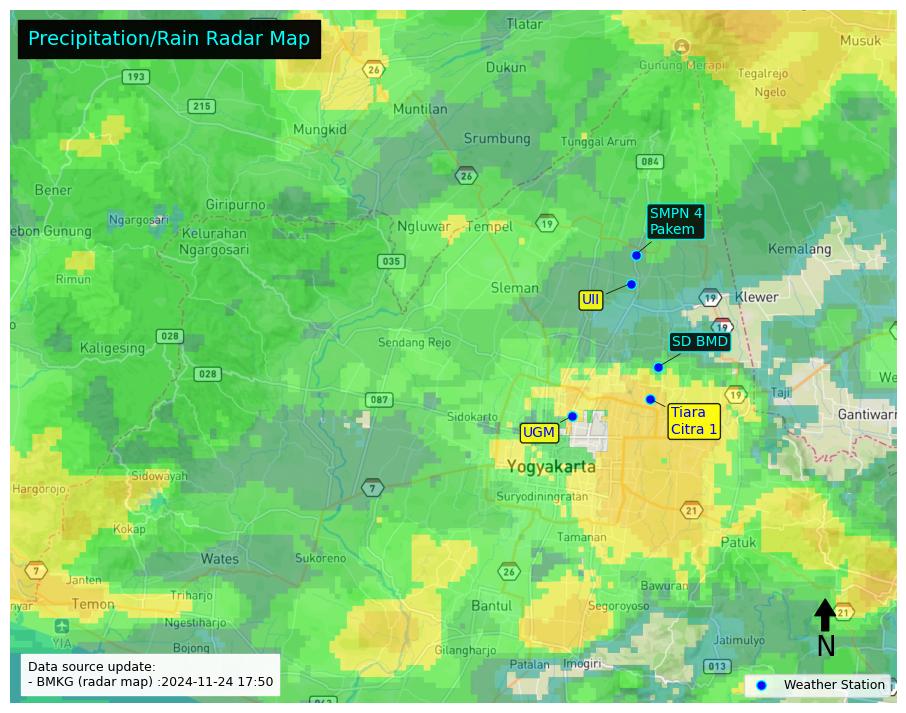 Precipitation/Rain Radar Map
Tlatar
Musuk
26
Gunung Merapi
Dukun
Tegalrejo
193
Ngelo
215
Muntilan
Mungkid
Srumbung
Tunggal Arum
084
26
Bener
Giripurno
SMPN 4
Pakem
Ngargosari
Ngluwar
Tempel
19
ebon Gunung
Kelurahan
Ngargosari
Kemalang
035
Rimun
Sleman
UII
19
Klewer
19
028
Sendang Rejo
SD BMD
Kaligesing
028
We
Taji
087
19
Sidokarto
Tiara
Citra 1
Gantiwarn
UGM
Yogyakarta
Sidowayah
7
Hargorojo
Suryodiningratan
21
Kokap
Tamanan
Patuk
Wates
Sukoreno
7
26
Janten
Bawuran
Triharjo
nyar
Temon
Bantul
Segoroyoso
21
Ngestiharjo
YIA
Jatimulyo
N
Bojong
Gilangharjo
Patalan
Imogiri
013
Data source update:
- BMKG (radar map) :2024-11-24 17:50
Weather Station